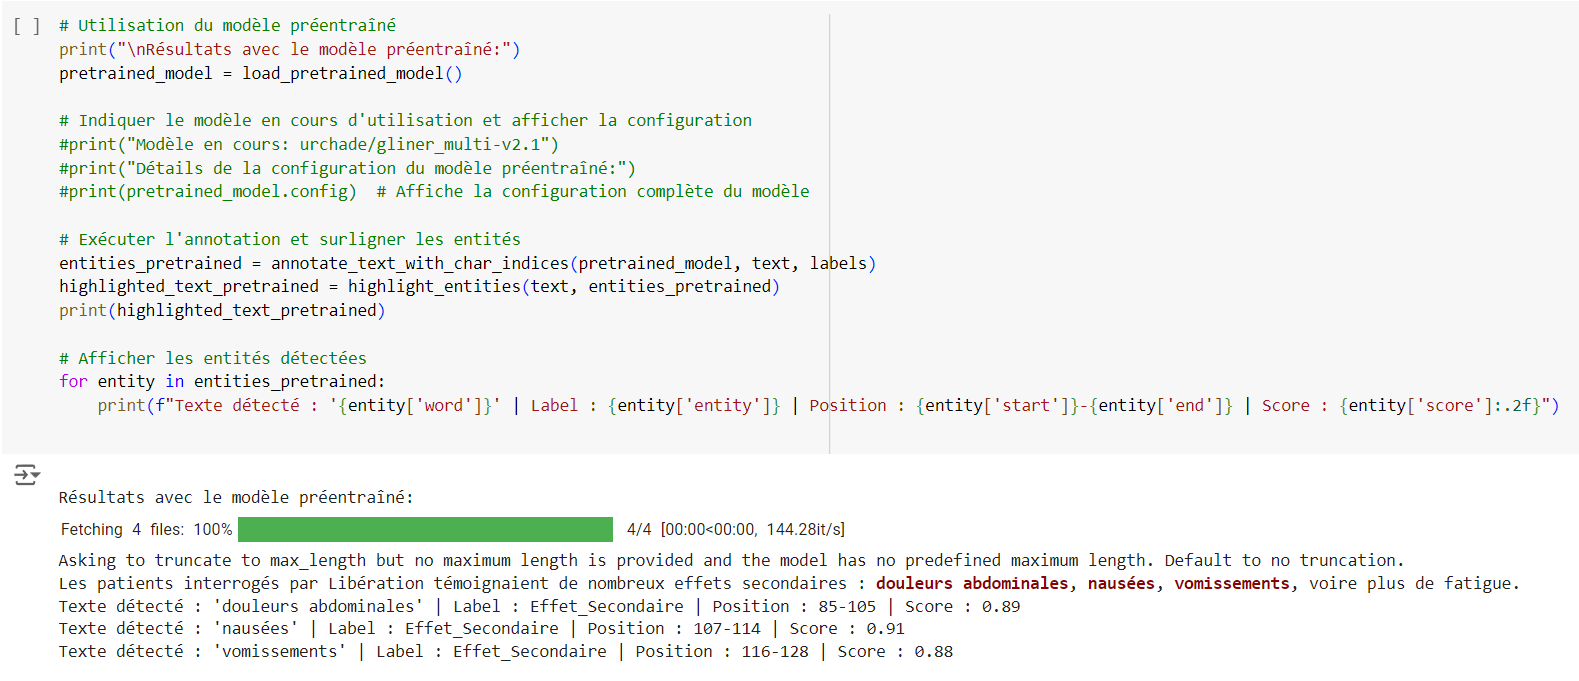 [ ] # Utilisation du modèle préentraîné
print("\nRésultats avec le modèle préentraîné:")
pretrained_model = load_pretrained_model()
# Indiquer le modèle en cours d'utilisation et afficher la configuration
#print("Modèle en cours: urchade/gliner_multi-v2.1")
#print("Détails de la configuration du modèle préentraîné:")
#print(pretrained_model.config)  # Affiche la configuration complète du modèle
# Exécuter l'annotation et surligner les entités
entities_pretrained = annotate_text_with_char_indices(pretrained_model, text, labels)
highlighted_text_pretrained = highlight_entities(text, entities_pretrained)
print(highlighted_text_pretrained)
# Afficher les entités détectées
for entity in entities_pretrained:
    print(f"Texte détecté : '{entity['word']}' | Label : {entity['entity']} | Position : {entity['start']}-{entity['end']} | Score : {entity['score']:.2f}")
Résultats avec le modèle préentraîné:
Fetching 4 files: 100% 4/4 [00:00<00:00, 144.28it/s]
Asking to truncate to max_length but no maximum length is provided and the model has no predefined maximum length. Default to no truncation.
Les patients interrogés par Libération témoignaient de nombreux effets secondaires : douleurs abdominales, nausées, vomissements, voire plus de fatigue.
Texte détecté : 'douleurs abdominales' | Label : Effet_Secondaire | Position : 85-105 | Score : 0.89
Texte détecté : 'nausées' | Label : Effet_Secondaire | Position : 107-114 | Score : 0.91
Texte détecté : 'vomissements' | Label : Effet_Secondaire | Position : 116-128 | Score : 0.88